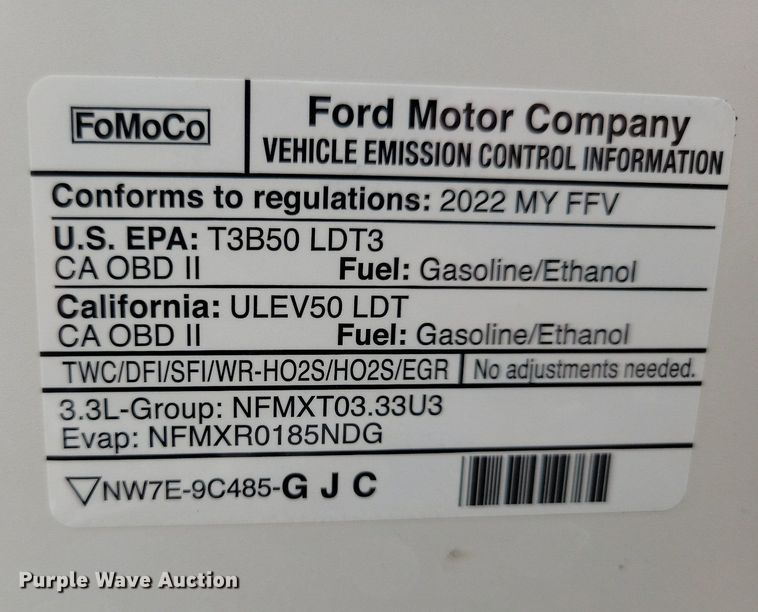 FoMoCo
Ford Motor Company
VEHICLE EMISSION CONTROL INFORMATION
Conforms to regulations: 2022 MY FFV
U.S. EPA: T3B50 LDT3
CA OBD II Fuel: Gasoline/Ethanol
California: ULEV50 LDT
CA OBD II Fuel: Gasoline/Ethanol
TWC/DFI/SFI/WR-HO2S/HO2S/EGR No adjustments needed.
3.3L-Group: NFMXT03.33U3
Evap: NFMXR0185NDG
NW7E-9C485-G J C
Purple Wave Auction